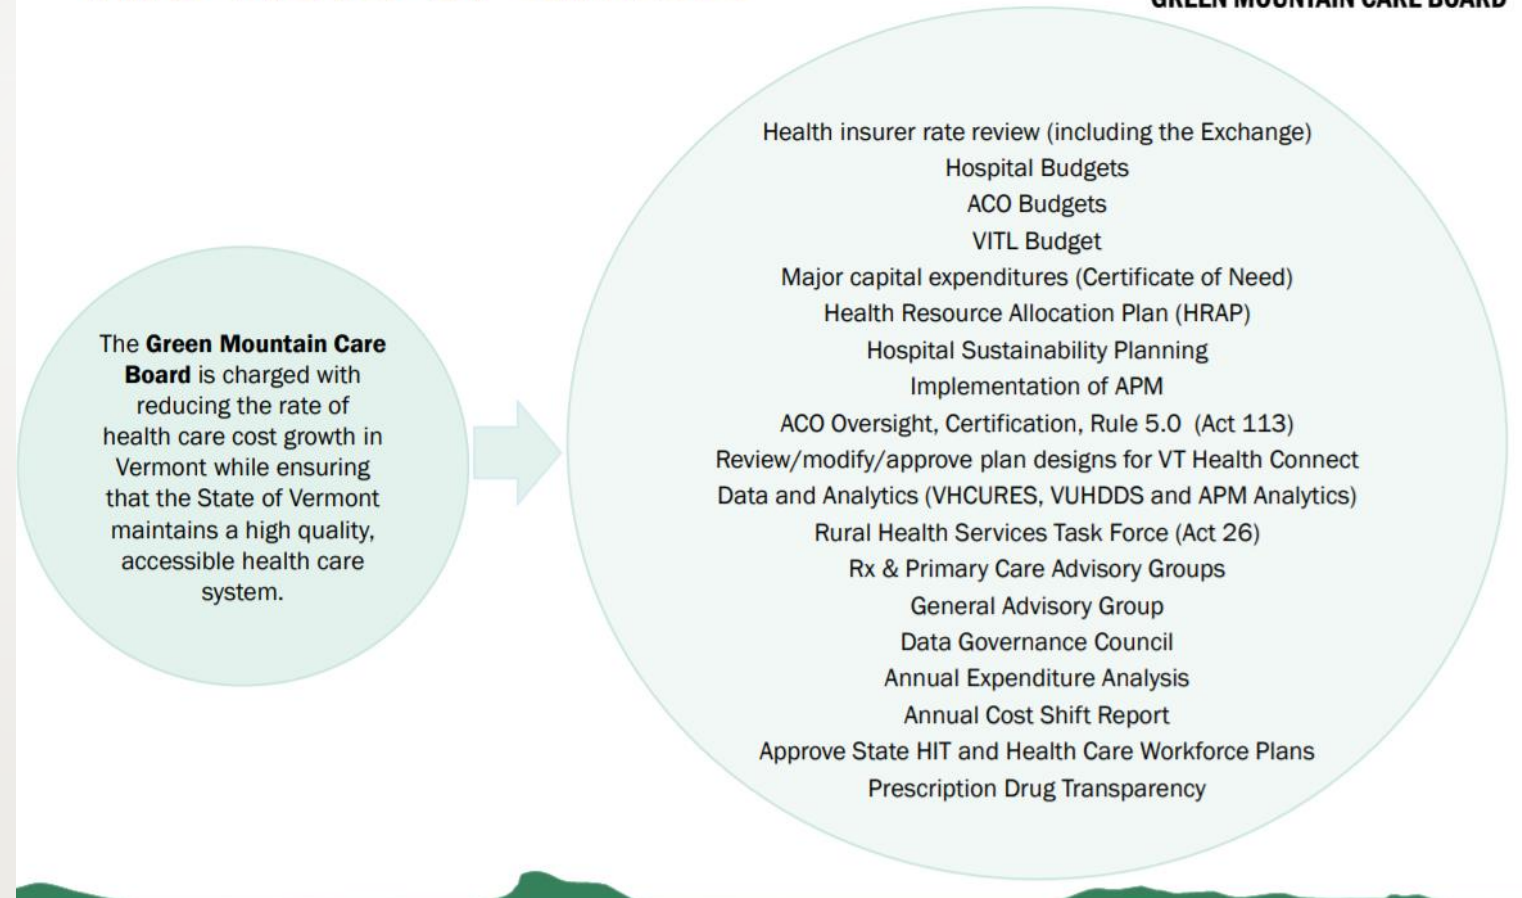 GREEN MOUNTAIN CARE BOARD
The Green Mountain Care
Board is charged with
reducing the rate of
health care cost growth in
Vermont while ensuring
that the State of Vermont
maintains a high quality,
accessible health care
system.
Health insurer rate review (including the Exchange)
Hospital Budgets
ACO Budgets
VITL Budget
Major capital expenditures (Certificate of Need)
Health Resource Allocation Plan (HRAP)
Hospital Sustainability Planning
Implementation of APM
ACO Oversight, Certification, Rule 5.0 (Act 113)
Review/modify/approve plan designs for VT Health Connect
Data and Analytics (VHCURES, VUHDDS and APM Analytics)
Rural Health Services Task Force (Act 26)
Rx & Primary Care Advisory Groups
General Advisory Group
Data Governance Council
Annual Expenditure Analysis
Annual Cost Shift Report
Approve State HIT and Health Care Workforce Plans
Prescription Drug Transparency